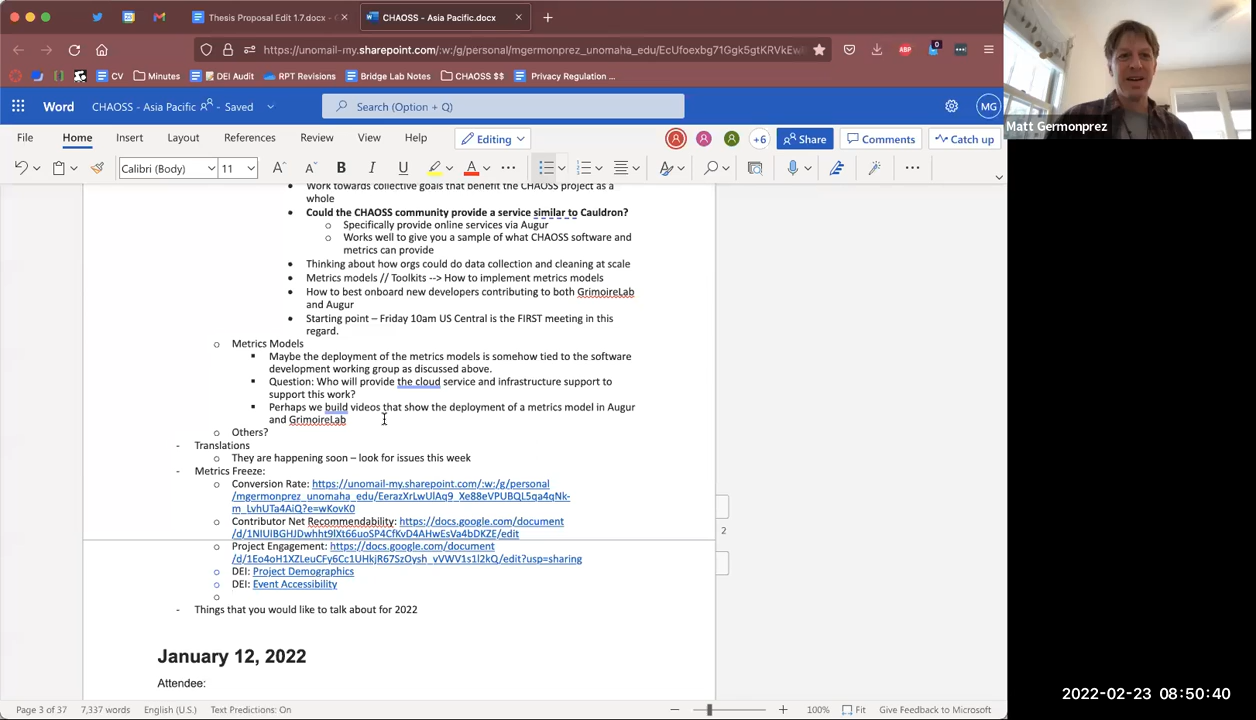 Thesis Proposal Edit 1.7.docx -
CHAOSS - Asia Pacific.docx
https://unomail-my.sharepoint.com/:w:/g/personal/mgermonprez_unomaha_edu/EcUfoexbg71Ggk5gtKRVkEw
ABP
0
CV
Minutes
DEI Audit
RPT Revisions
Bridge Lab Notes
CHAOSS $$
Privacy Regulation ...
Word
CHAOSS - Asia Pacific - Saved
Search (Option + Q)
MG
File
Home
Insert
Layout
References
Review
View
Help
Editing
+6
Share
Comments
Catch up
Calibri (Body)
11
B
I
U
A
Work towards collective goals that benefit the CHAOSS project as a
whole
Could the CHAOSS community provide a service similar to Cauldron?
Specifically provide online services via Augur
Works well to give you a sample of what CHAOSS software and
metrics can provide
Thinking about how orgs could do data collection and cleaning at scale
Metrics models // Toolkits --> How to implement metrics models
How to best onboard new developers contributing to both GrimoireLab
and Augur
Starting point – Friday 10am US Central is the FIRST meeting in this
regard.
Metrics Models
Maybe the deployment of the metrics models is somehow tied to the software
development working group as discussed above.
Question: Who will provide the cloud service and infrastructure support to
support this work?
Perhaps we build videos that show the deployment of a metrics model in Augur
and GrimoireLab
Others?
- Translations
They are happening soon – look for issues this week
- Metrics Freeze:
Conversion Rate: https://unomail-my.sharepoint.com/:w:/g/personal
/mgermonprez_unomaha_edu/EerazXrLwUlAq9_Xe88eVPUBQL5qa4qNk-
m_LvhUTa4AiQ?e=wKovK0
Contributor Net Recommendability: https://docs.google.com/document
/d/1NIUIBGHJDwhht9lXt66uoSP4CfKvD4AHwEsVa4bDKZE/edit
Project Engagement: https://docs.google.com/document
/d/1Eo4oH1XZLeuCFy6Cc1UHkjR67SzOysh_vVWV1s1l2kQ/edit?usp=sharing
DEI: Project Demographics
DEI: Event Accessibility
- Things that you would like to talk about for 2022
January 12, 2022
Attendee:
2
Page 3 of 37
7,337 words
English (U.S.)
Text Predictions: On
100%
Fit
Give Feedback to Microsoft
Matt Germonprez
2022-02-23 08:50:40